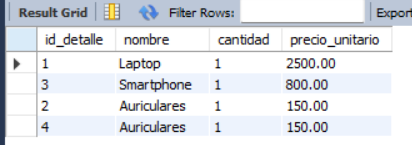 Result Grid Filter Rows: Export
id_detalle nombre cantidad precio_unitario
1 Laptop 1 2500.00
3 Smartphone 1 800.00
2 Auriculares 1 150.00
4 Auriculares 1 150.00